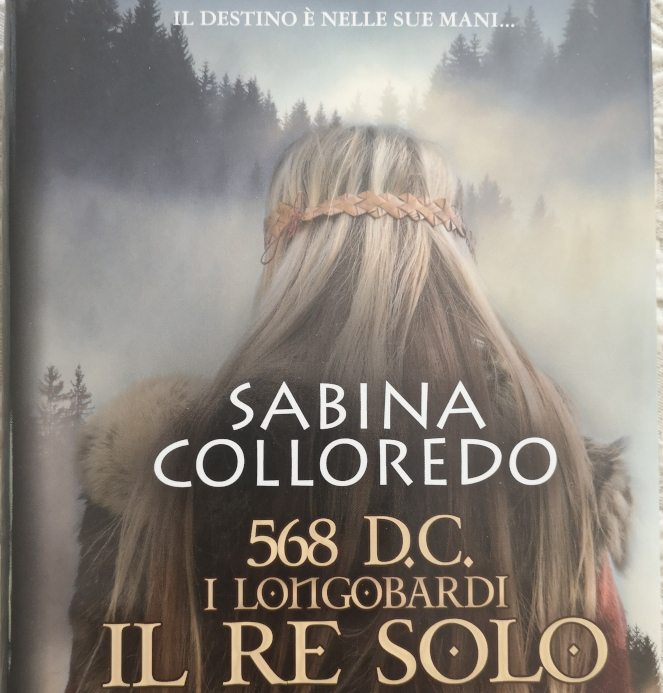 IL DESTINO È NELLE SUE MANI...
SABINA
COLLOREDO
568 D.C.
I LONGOBARDI
IL RE SOLO